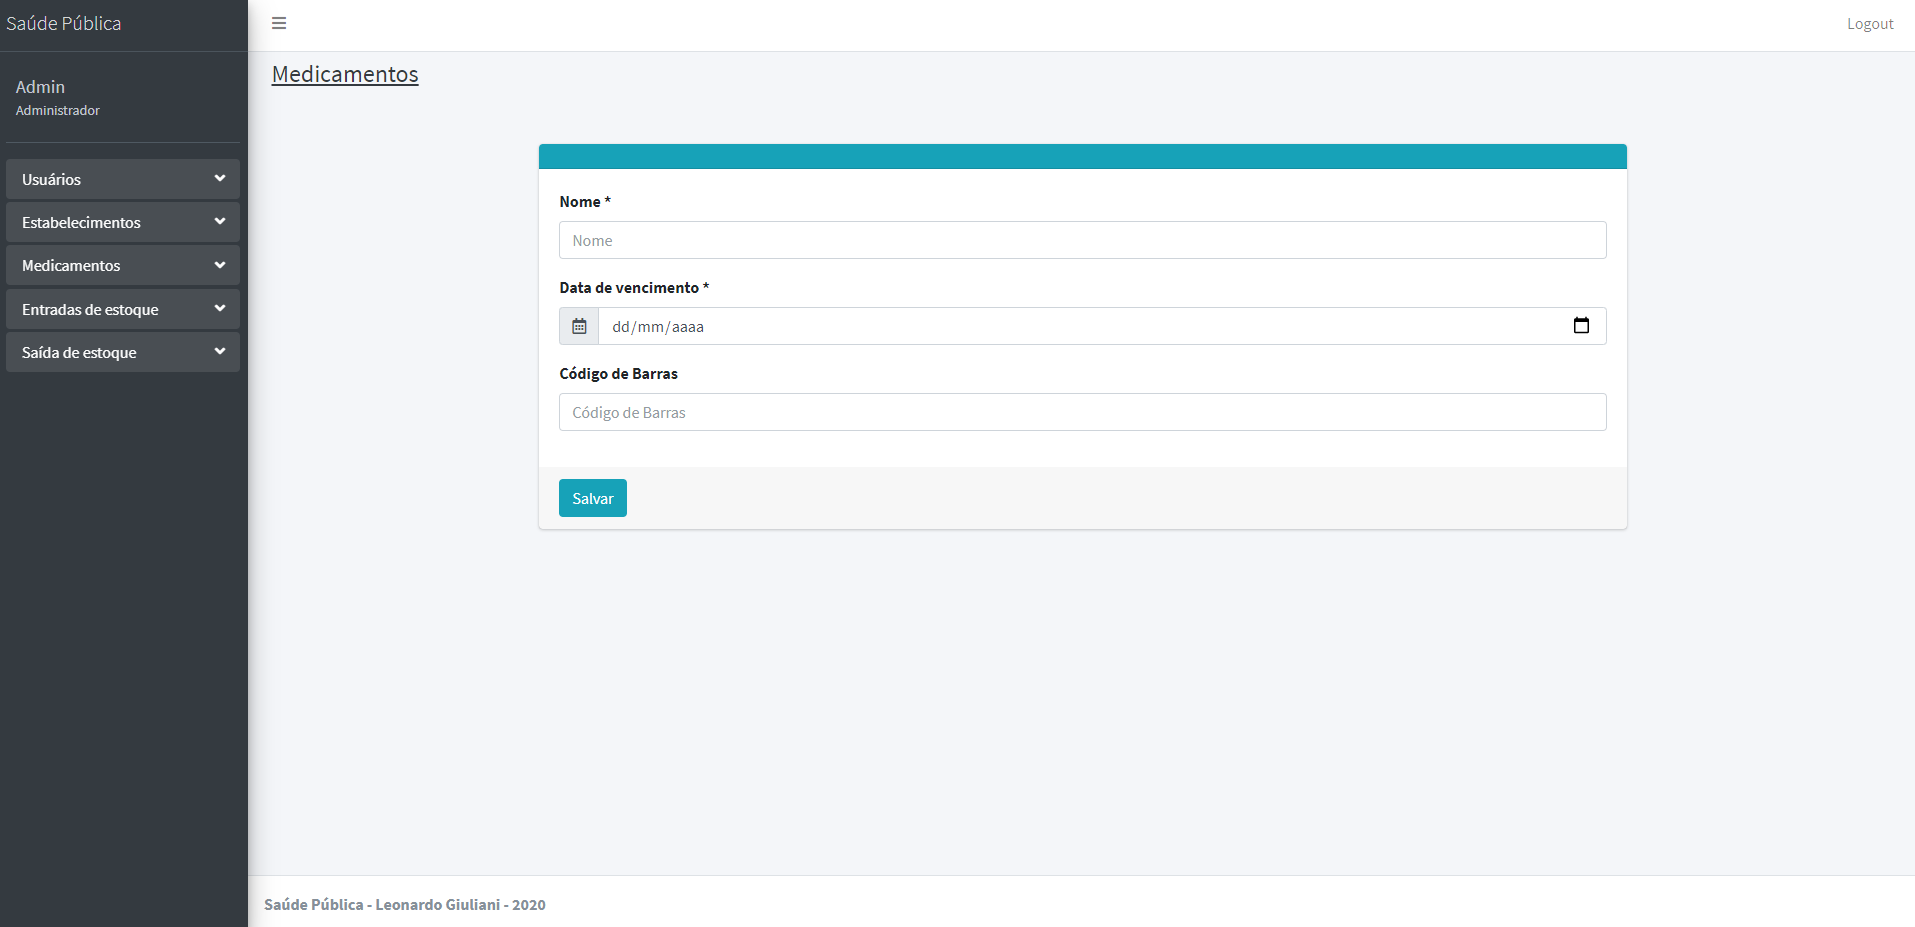 Saúde Pública
Logout
Admin
Administrador
Usuários
Estabelecimentos
Medicamentos
Entradas de estoque
Saída de estoque
Medicamentos
Nome *
Nome
Data de vencimento *
dd/mm/aaaa
Código de Barras
Código de Barras
Salvar
Saúde Pública - Leonardo Giuliani - 2020